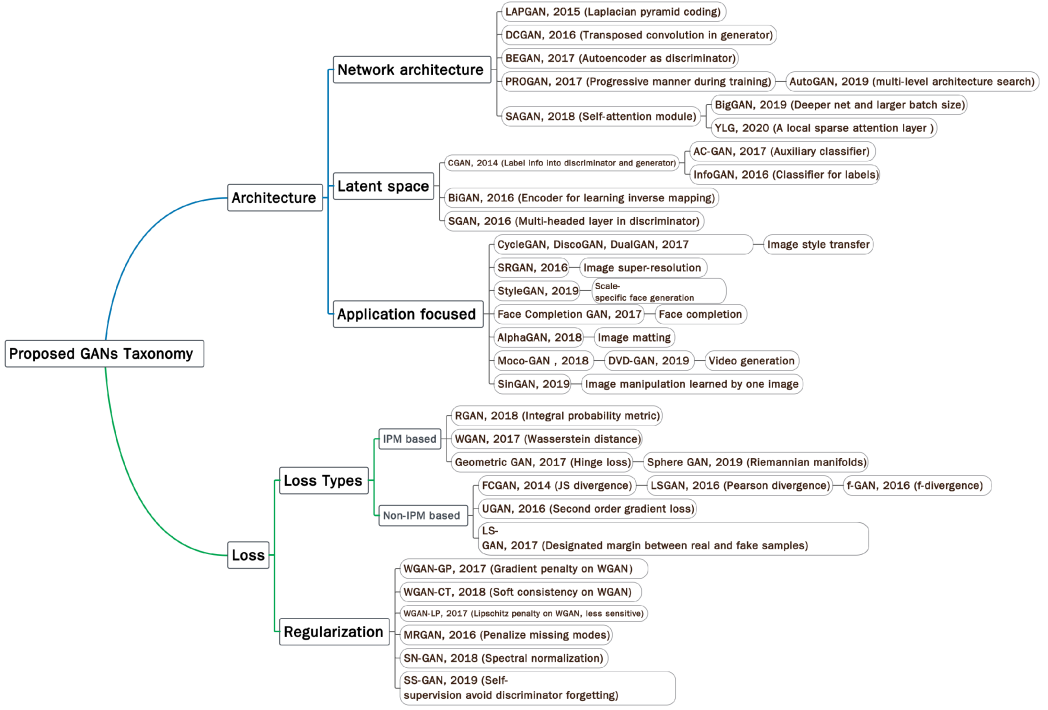 LAPGAN, 2015 (Laplacian pyramid coding)
DCGAN, 2016 (Transposed convolution in generator)
BEGAN, 2017 (Autoencoder as discriminator)
Network architecture
PROGAN, 2017 (Progressive manner during training)
AutoGAN, 2019 (multi-level architecture search)
SAGAN, 2018 (Self-attention module)
BigGAN, 2019 (Deeper net and larger batch size)
YLG, 2020 (A local sparse attention layer )
Architecture
Latent space
CGAN, 2014 (Label info into discriminator and generator)
AC-GAN, 2017 (Auxiliary classifier)
InfoGAN, 2016 (Classifier for labels)
BiGAN, 2016 (Encoder for learning inverse mapping)
SGAN, 2016 (Multi-headed layer in discriminator)
Application focused
CycleGAN, DiscoGAN, DualGAN, 2017
Image style transfer
SRGAN, 2016
Image super-resolution
StyleGAN, 2019
Scale-
specific face generation
Face Completion GAN, 2017
Face completion
AlphaGAN, 2018
Image matting
Moco-GAN , 2018
DVD-GAN, 2019
Video generation
SinGAN, 2019
Image manipulation learned by one image
Proposed GANs Taxonomy
Loss
Loss Types
IPM based
RGAN, 2018 (Integral probability metric)
WGAN, 2017 (Wasserstein distance)
Geometric GAN, 2017 (Hinge loss)
Sphere GAN, 2019 (Riemannian manifolds)
Non-IPM based
FCGAN, 2014 (JS divergence)
LSGAN, 2016 (Pearson divergence)
f-GAN, 2016 (f-divergence)
UGAN, 2016 (Second order gradient loss)
LS-
GAN, 2017 (Designated margin between real and fake samples)
Regularization
WGAN-GP, 2017 (Gradient penalty on WGAN)
WGAN-CT, 2018 (Soft consistency on WGAN)
WGAN-LP, 2017 (Lipschitz penalty on WGAN, less sensitive)
MRGAN, 2016 (Penalize missing modes)
SN-GAN, 2018 (Spectral normalization)
SS-GAN, 2019 (Self-
supervision avoid discriminator forgetting)